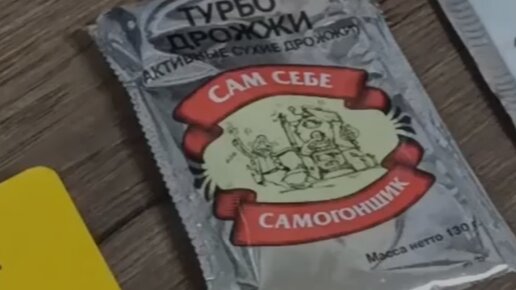 ТУРБО
ДРОЖЖИ
АКТИВНЫЕ СУХИЕ ДРОЖЖИ
САМ СЕБЕ
САМОГОНЩИК
Масса нетто 130 г.